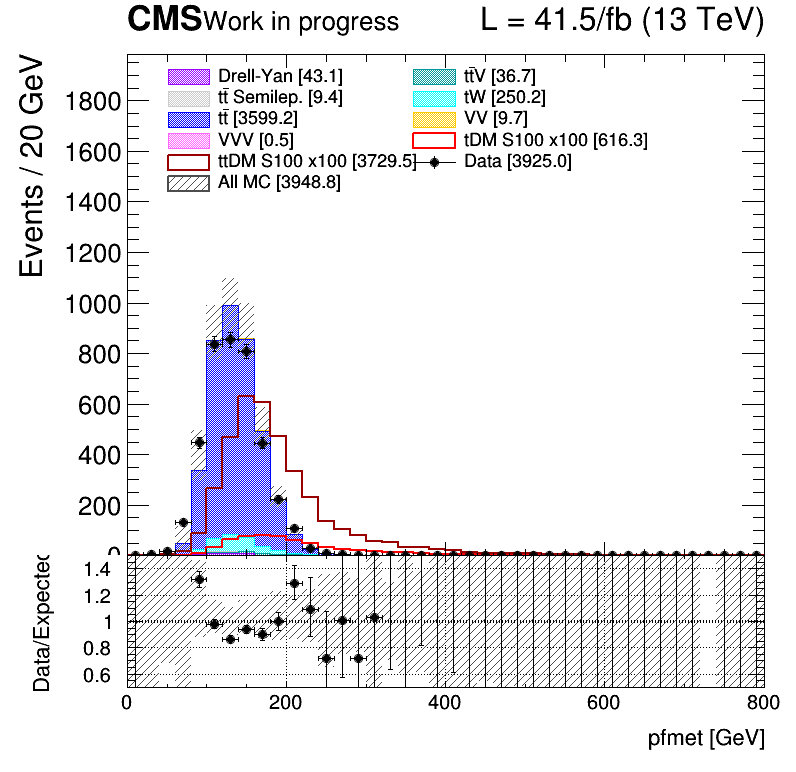 CMS Work in progress L = 41.5/fb (13 TeV)
Events / 20 GeV
Drell-Yan [43.1] tt̄V [36.7]
tt̄ Semilep. [9.4] tW [250.2]
tt̄ [3599.2] VV [9.7]
VVV [0.5] tDM S100 x100 [616.3]
ttDM S100 x100 [3729.5] Data [3925.0]
All MC [3948.8]
1800
1600
1400
1200
1000
800
600
400
200
0
Data/Expected
1.4
1.2
1
0.8
0.6
0 200 400 600 800
pfmet [GeV]